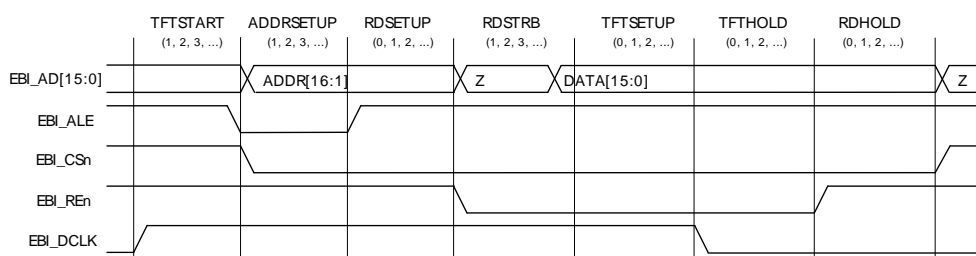 TFTSTART ADDRSETUP RDSETUP RDSTRB TFTSETUP TFTHOLD RDHOLD
(1, 2, 3, ...) (1, 2, 3, ...) (0, 1, 2, ...) (1, 2, 3, ...) (0, 1, 2, ...) (0, 1, 2, ...) (0, 1, 2, ...)
EBI_AD[15:0] ADDR[16:1] Z DATA[15:0] Z
EBI_ALE
EBI_CSn
EBI_REn
EBI_DCLK